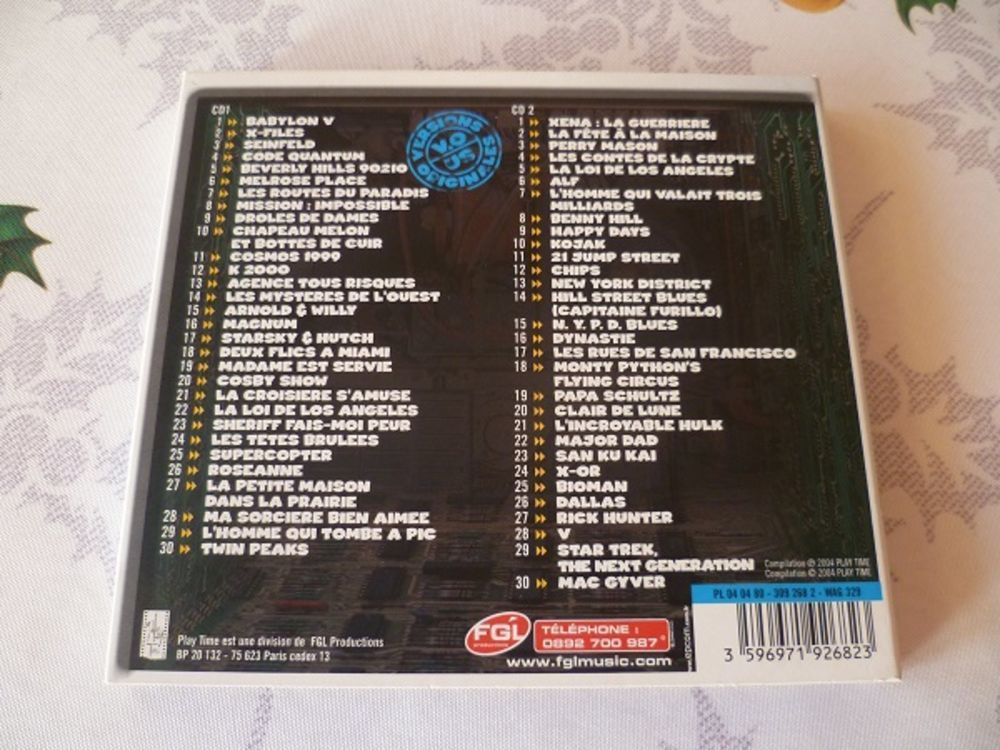 CD1
1 BABYLON V
2 X-FILES
3 SEINFELD
4 CODE QUANTUM
5 BEVERLY HILLS 90210
6 MELROSE PLACE
7 LES ROUTES DU PARADIS
8 MISSION : IMPOSSIBLE
9 DROLES DE DAMES
10 CHAPEAU MELON
ET BOTTES DE CUIR
11 COSMOS 1999
12 K 2000
13 AGENCE TOUS RISQUES
14 LES MYSTERES DE L'OUEST
15 ARNOLD & WILLY
16 MAGNUM
17 STARSKY & HUTCH
18 DEUX FLICS A MIAMI
19 MADAME EST SERVIE
20 COSBY SHOW
21 LA CROISIERE S'AMUSE
22 LA LOI DE LOS ANGELES
23 SHERIFF FAIS-MOI PEUR
24 LES TETES BRULEES
25 SUPERCOPTER
26 ROSEANNE
27 LA PETITE MAISON
DANS LA PRAIRIE
28 MA SORCIERE BIEN AIMEE
29 L'HOMME QUI TOMBE A PIC
30 TWIN PEAKS
VERSIONS
V.O
US
ORIGINALES
CD 2
1 XENA : LA GUERRIERE
2 LA FÊTE À LA MAISON
3 PERRY MASON
4 LES CONTES DE LA CRYPTE
5 LA LOI DE LOS ANGELES
6 ALF
7 L'HOMME QUI VALAIT TROIS
MILLIARDS
8 BENNY HILL
9 HAPPY DAYS
10 KOJAK
11 21 JUMP STREET
12 CHIPS
13 NEW YORK DISTRICT
14 HILL STREET BLUES
(CAPITAINE FURILLO)
15 N. Y. P. D. BLUES
16 DYNASTIE
17 LES RUES DE SAN FRANCISCO
18 MONTY PYTHON'S
FLYING CIRCUS
19 PAPA SCHULTZ
20 CLAIR DE LUNE
21 L'INCROYABLE HULK
22 MAJOR DAD
23 SAN KU KAI
24 X-OR
25 BIOMAN
26 DALLAS
27 RICK HUNTER
28 V
29 STAR TREK,
THE NEXT GENERATION
30 MAC GYVER
Compilation ℗ 2004 PLAY TIME
Compilation © 2004 PLAY TIME
PL 04 04 80 - 309 268 2 - WAG 329
3 596971 926823
Play Time est une division de FGL Productions
BP 20 132 - 75 623 Paris cedex 13
FGL
productions
TÉLÉPHONE :
0892 700 987
www.fglmusic.com